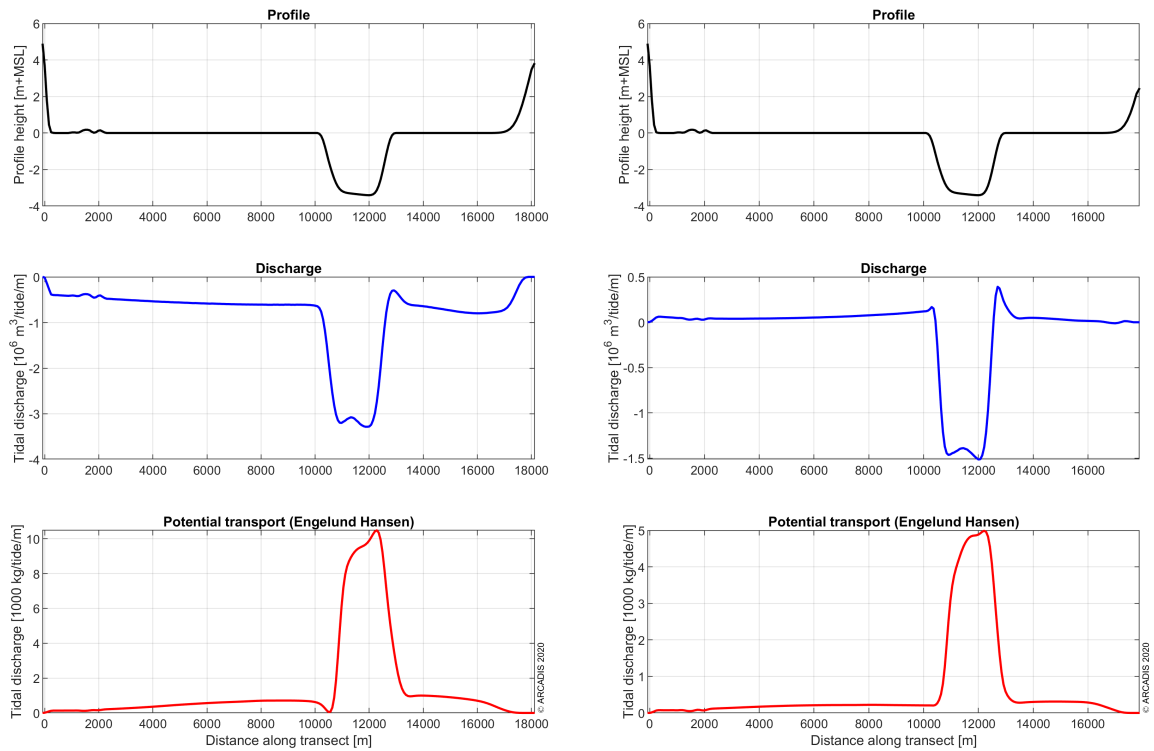 Profile
Profile height [m+MSL]
6
4
2
0
-2
-4
0 2000 4000 6000 8000 10000 12000 14000 16000 18000
Profile
Profile height [m+MSL]
6
4
2
0
-2
-4
0 2000 4000 6000 8000 10000 12000 14000 16000
Discharge
Tidal discharge [10^6 m^3/tide/m]
0
-1
-2
-3
-4
0 2000 4000 6000 8000 10000 12000 14000 16000 18000
Discharge
Tidal discharge [10^6 m^3/tide/m]
0.5
0
-0.5
-1
-1.5
0 2000 4000 6000 8000 10000 12000 14000 16000
Potential transport (Engelund Hansen)
Tidal discharge [1000 kg/tide/m]
10
8
6
4
2
0
0 2000 4000 6000 8000 10000 12000 14000 16000 18000
Distance along transect [m]
© ARCADIS 2020
Potential transport (Engelund Hansen)
Tidal discharge [1000 kg/tide/m]
5
4
3
2
1
0
0 2000 4000 6000 8000 10000 12000 14000 16000
Distance along transect [m]
© ARCADIS 2020